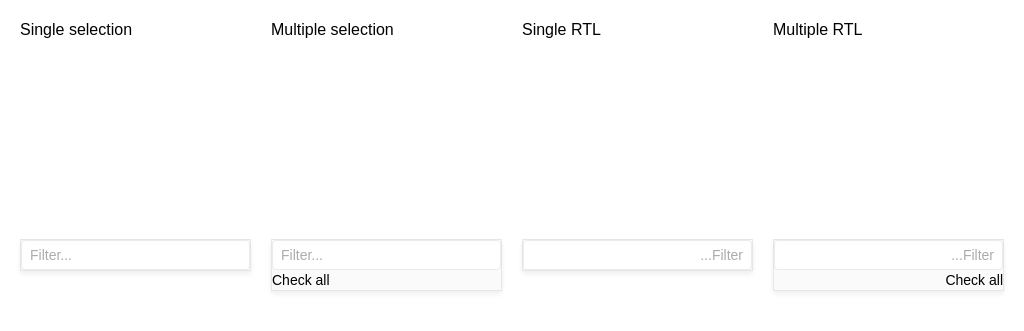 Single selection
Multiple selection
Single RTL
Multiple RTL
Filter...
Filter...
...Filter
...Filter
Check all
Check all